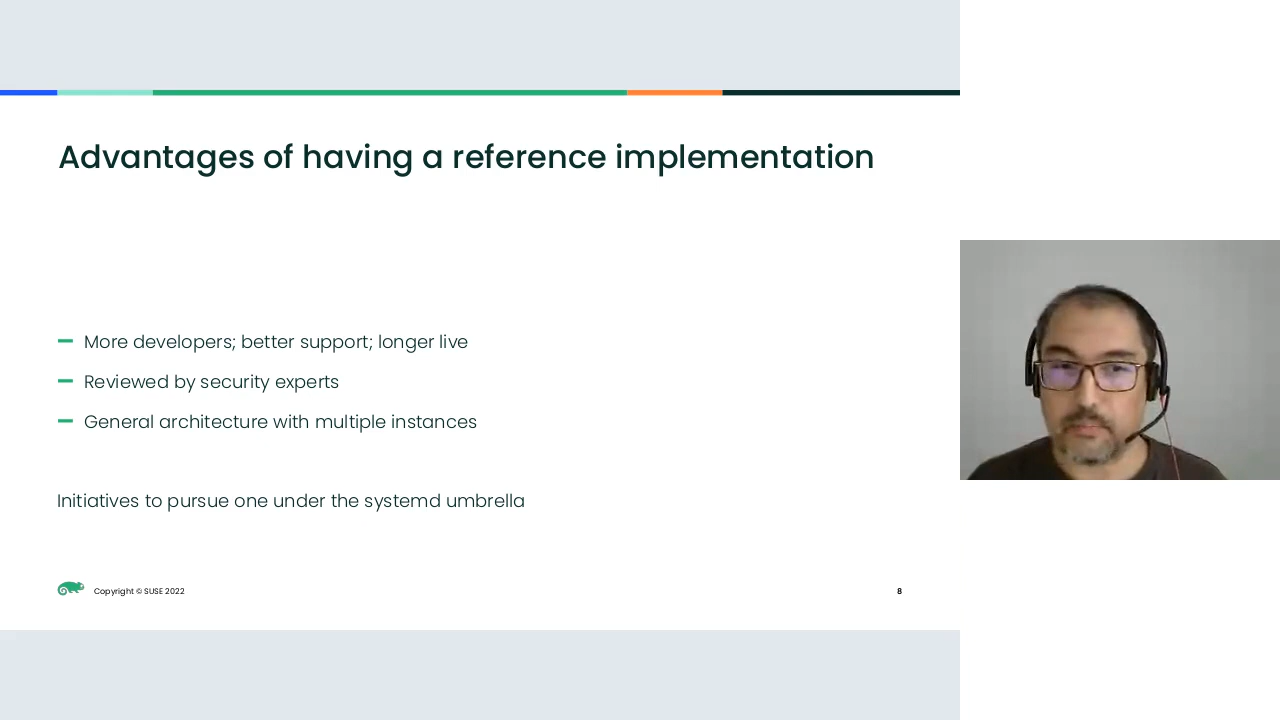 Advantages of having a reference implementation
More developers; better support; longer live
Reviewed by security experts
General architecture with multiple instances
Initiatives to pursue one under the systemd umbrella
Copyright © SUSE 2022
8